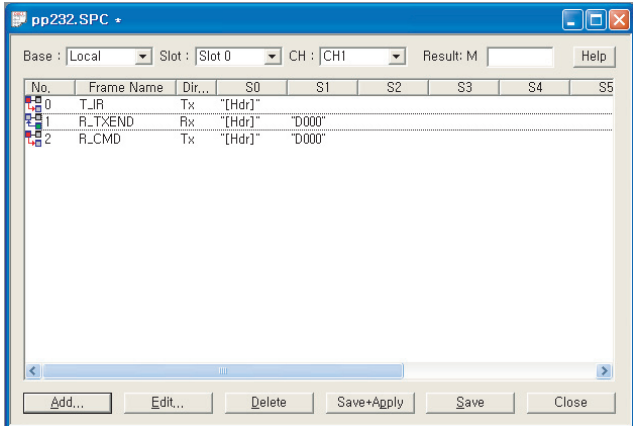 pp232.SPC *
Base : Local Slot : Slot 0 CH : CH1 Result: M Help
No. Frame Name Dir... S0 S1 S2 S3 S4 S5
0 T_IR Tx "[Hdr]"
1 R_TXEND Rx "[Hdr]" "D000"
2 R_CMD Tx "[Hdr]" "D000"
Add... Edit... Delete Save+Apply Save Close